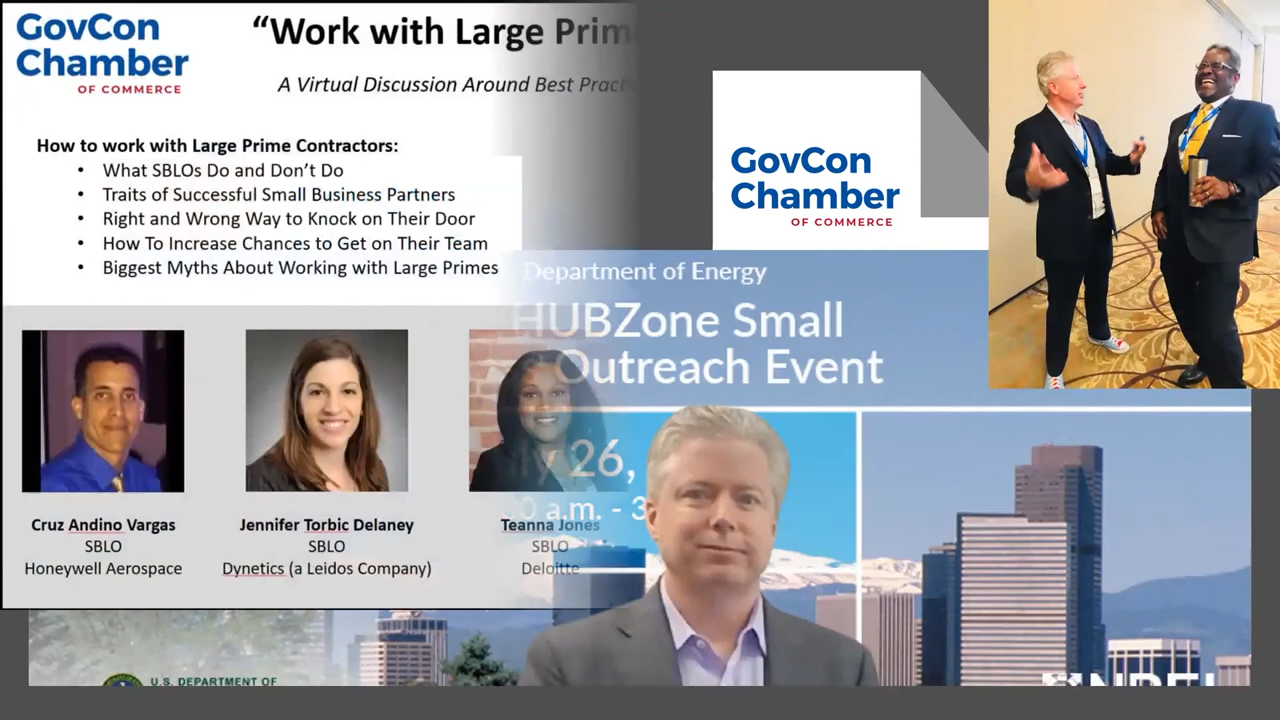 GovCon
Chamber
OF COMMERCE
“Work with Large Prim
A Virtual Discussion Around Best Pract
How to work with Large Prime Contractors:
• What SBLOs Do and Don’t Do
• Traits of Successful Small Business Partners
• Right and Wrong Way to Knock on Their Door
• How To Increase Chances to Get on Their Team
• Biggest Myths About Working with Large Primes
GovCon
Chamber
OF COMMERCE
Department of Energy
HUBZone Small
Outreach Event
y 26,
0 a.m. - 3
Cruz Andino Vargas
SBLO
Honeywell Aerospace
Jennifer Torbic Delaney
SBLO
Dynetics (a Leidos Company)
Teanna Jones
SBLO
Deloitte
U.S. DEPARTMENT OF